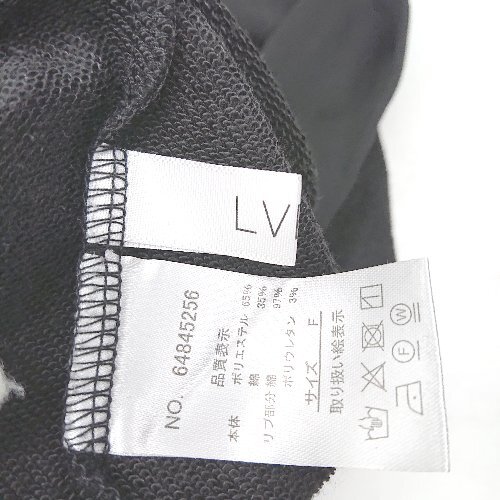 LV
NO. 64845256
品質表示
本体 ポリエステル 65%
綿 35%
リブ部分 綿 97%
ポリウレタン 3%
サイズ F
取り扱い絵表示
F W